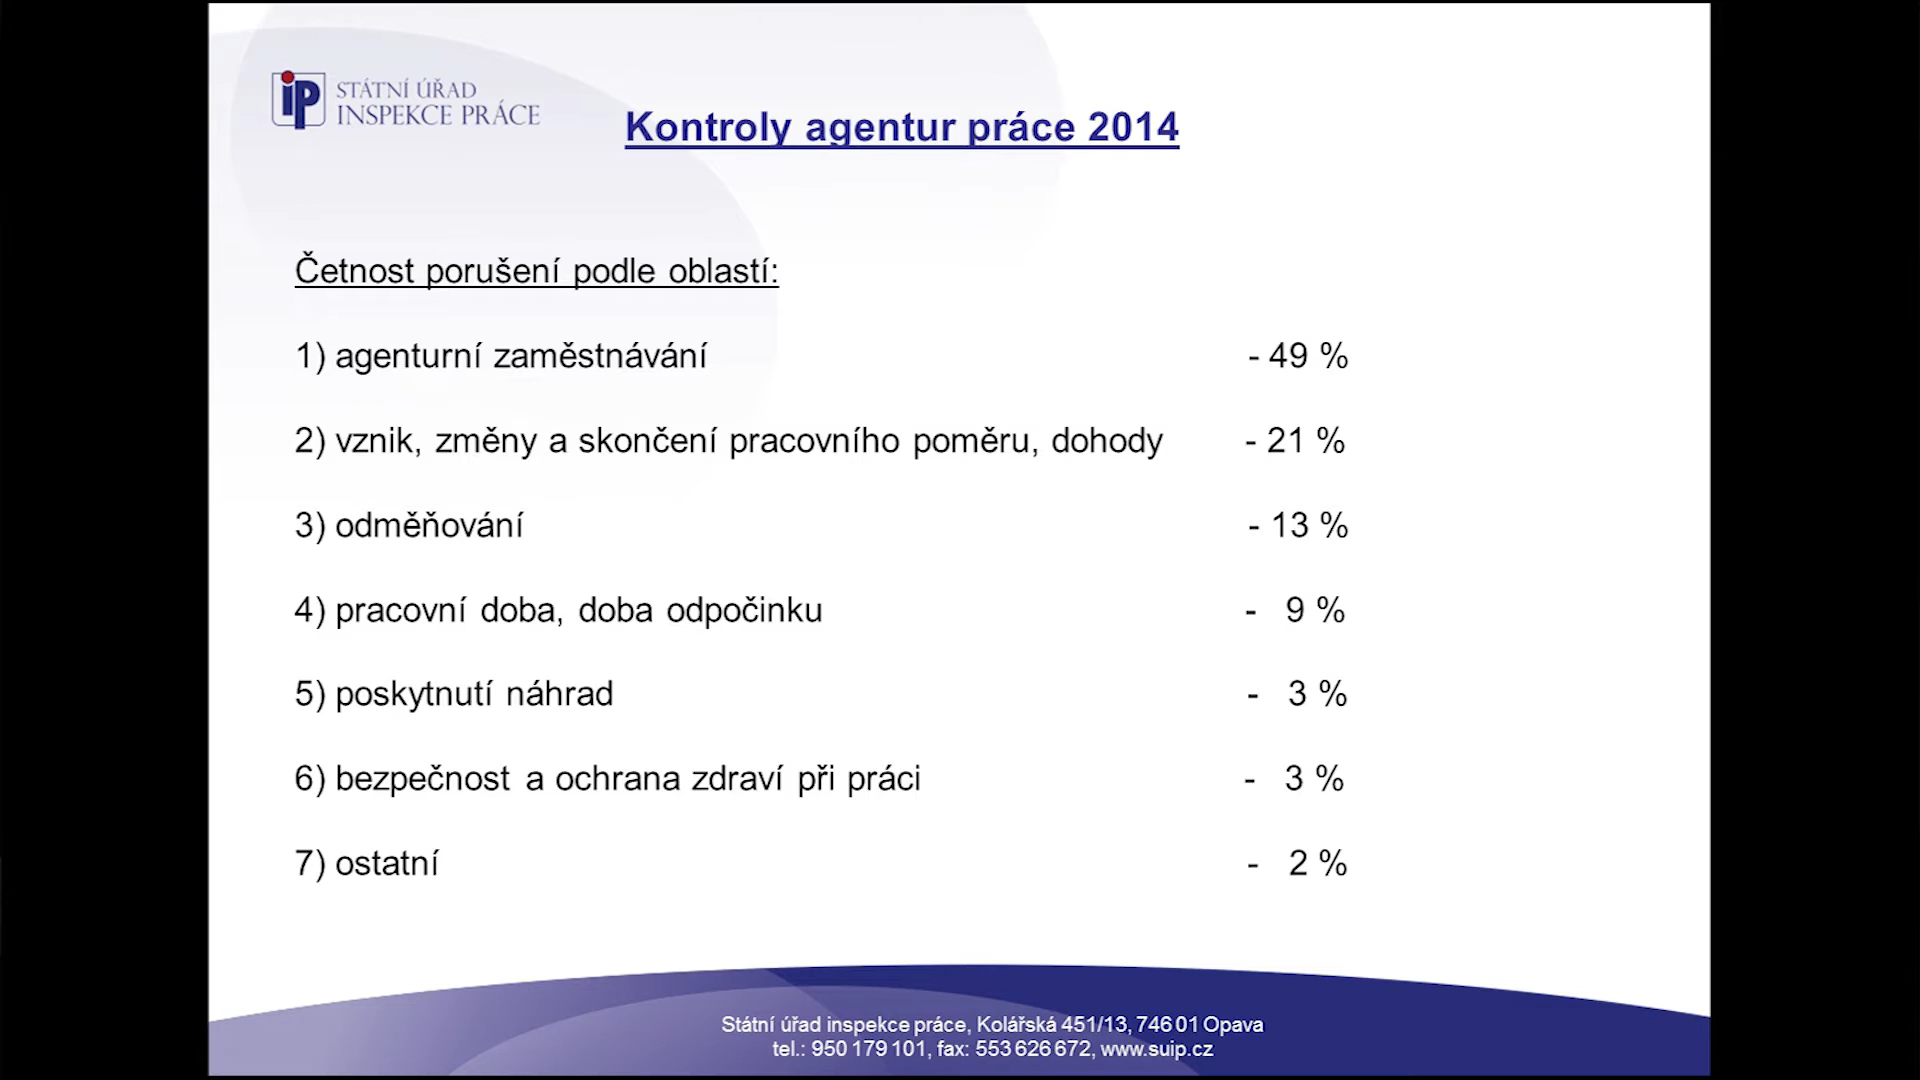 iP STÁTNÍ ÚŘAD
INSPEKCE PRÁCE
Kontroly agentur práce 2014
Četnost porušení podle oblastí:
1) agenturní zaměstnávání - 49 %
2) vznik, změny a skončení pracovního poměru, dohody - 21 %
3) odměňování - 13 %
4) pracovní doba, doba odpočinku - 9 %
5) poskytnutí náhrad - 3 %
6) bezpečnost a ochrana zdraví při práci - 3 %
7) ostatní - 2 %
Státní úřad inspekce práce, Kolářská 451/13, 746 01 Opava
tel.: 950 179 101, fax: 553 626 672, www.suip.cz